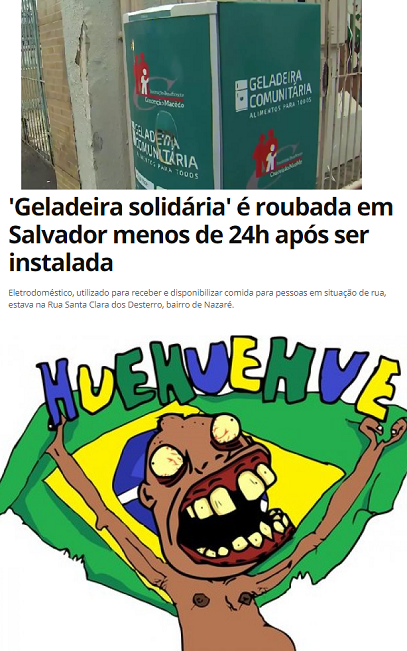 GELADEIRA
COMUNITÁRIA
ALIMENTOS PARA TODOS
Conceição Macêdo
GELADEIRA
COMUNITÁRIA
ALIMENTOS PARA TODOS
'Geladeira solidária' é roubada em
Salvador menos de 24h após ser
instalada
Eletrodoméstico, utilizado para receber e disponibilizar comida para pessoas em situação de rua,
estava na Rua Santa Clara dos Desterro, bairro de Nazaré.
HUEHUEHUE